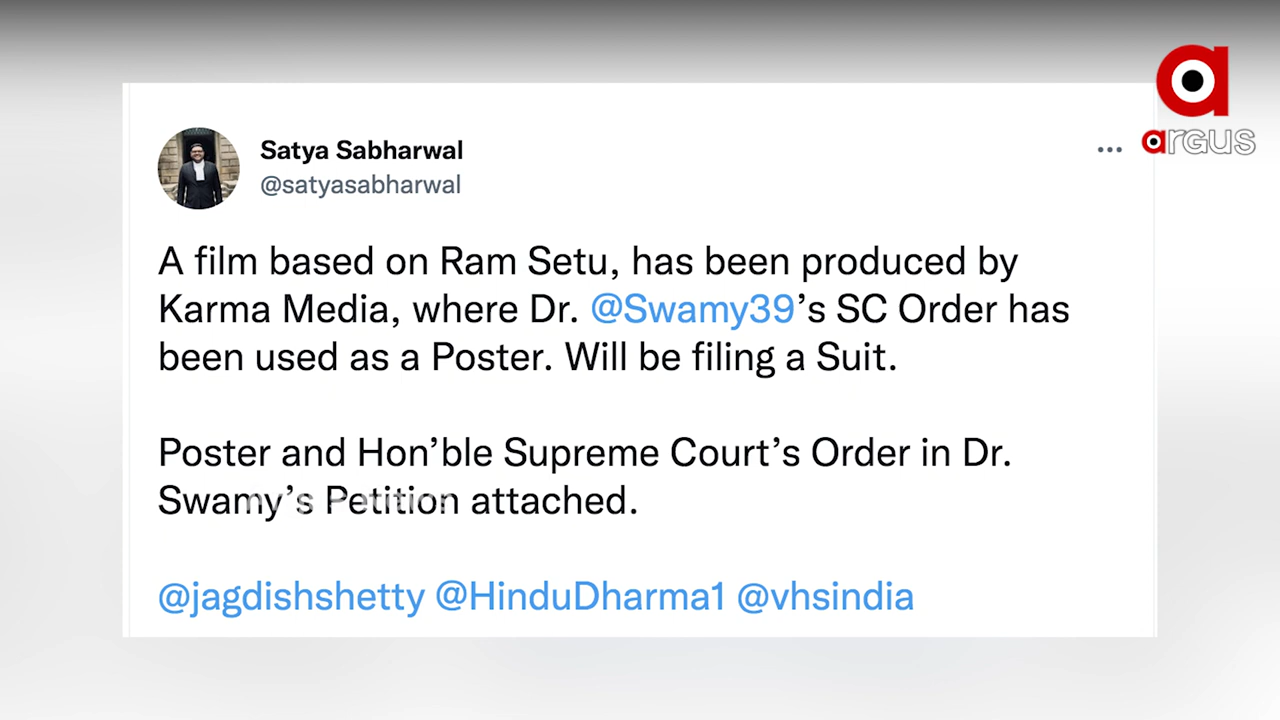 argus
Satya Sabharwal
@satyasabharwal
A film based on Ram Setu, has been produced by
Karma Media, where Dr. @Swamy39’s SC Order has
been used as a Poster. Will be filing a Suit.
Poster and Hon’ble Supreme Court’s Order in Dr.
Swamy’s Petition attached.
@jagdishshetty @HinduDharma1 @vhsindia